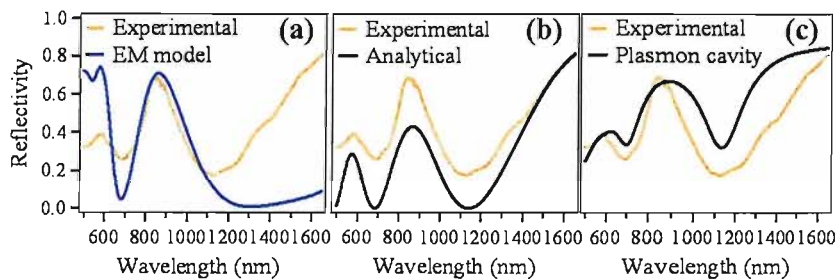 Experimental
EM model
(a)
Experimental
Analytical
(b)
Experimental
Plasmon cavity
(c)
Reflectivity
1.0
0.8
0.6
0.4
0.2
0.0
600 800 1000 1200 1400 1600
600 800 1000 1200 1400 1600
600 800 1000 1200 1400 1600
Wavelength (nm)
Wavelength (nm)
Wavelength (nm)